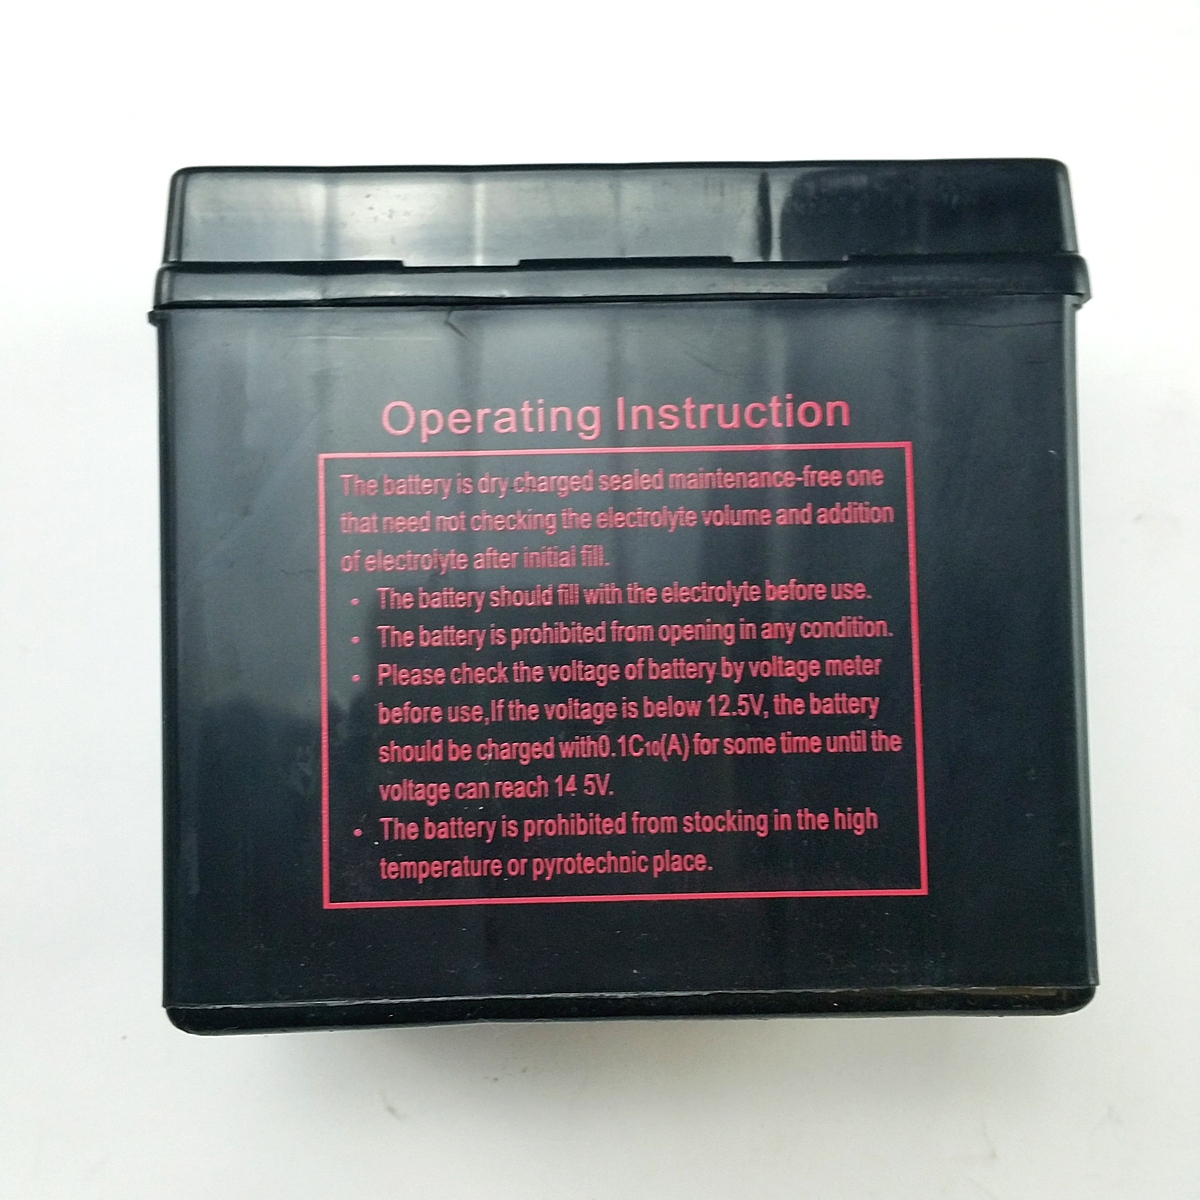 Operating Instruction
The battery is dry charged sealed maintenance-free one
that need not checking the electrolyte volume and addition
of electrolyte after initial fill.
• The battery should fill with the electrolyte before use.
• The battery is prohibited from opening in any condition.
• Please check the voltage of battery by voltage meter
before use,If the voltage is below 12.5V, the battery
should be charged with0.1C₁₀(A) for some time until the
voltage can reach 14 5V.
• The battery is prohibited from stocking in the high
temperature or pyrotechnic place.